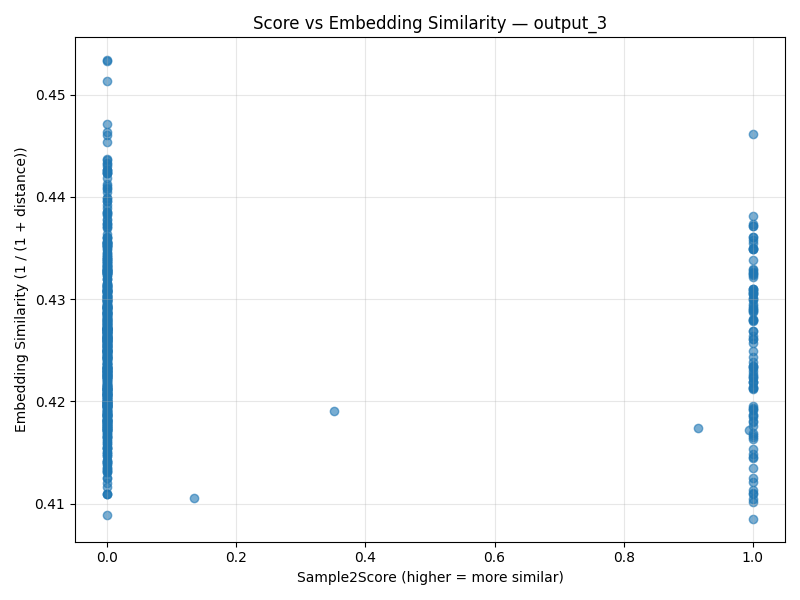 Score vs Embedding Similarity — output_3
Embedding Similarity (1 / (1 + distance))
0.45
0.44
0.43
0.42
0.41
0.0 0.2 0.4 0.6 0.8 1.0
Sample2Score (higher = more similar)